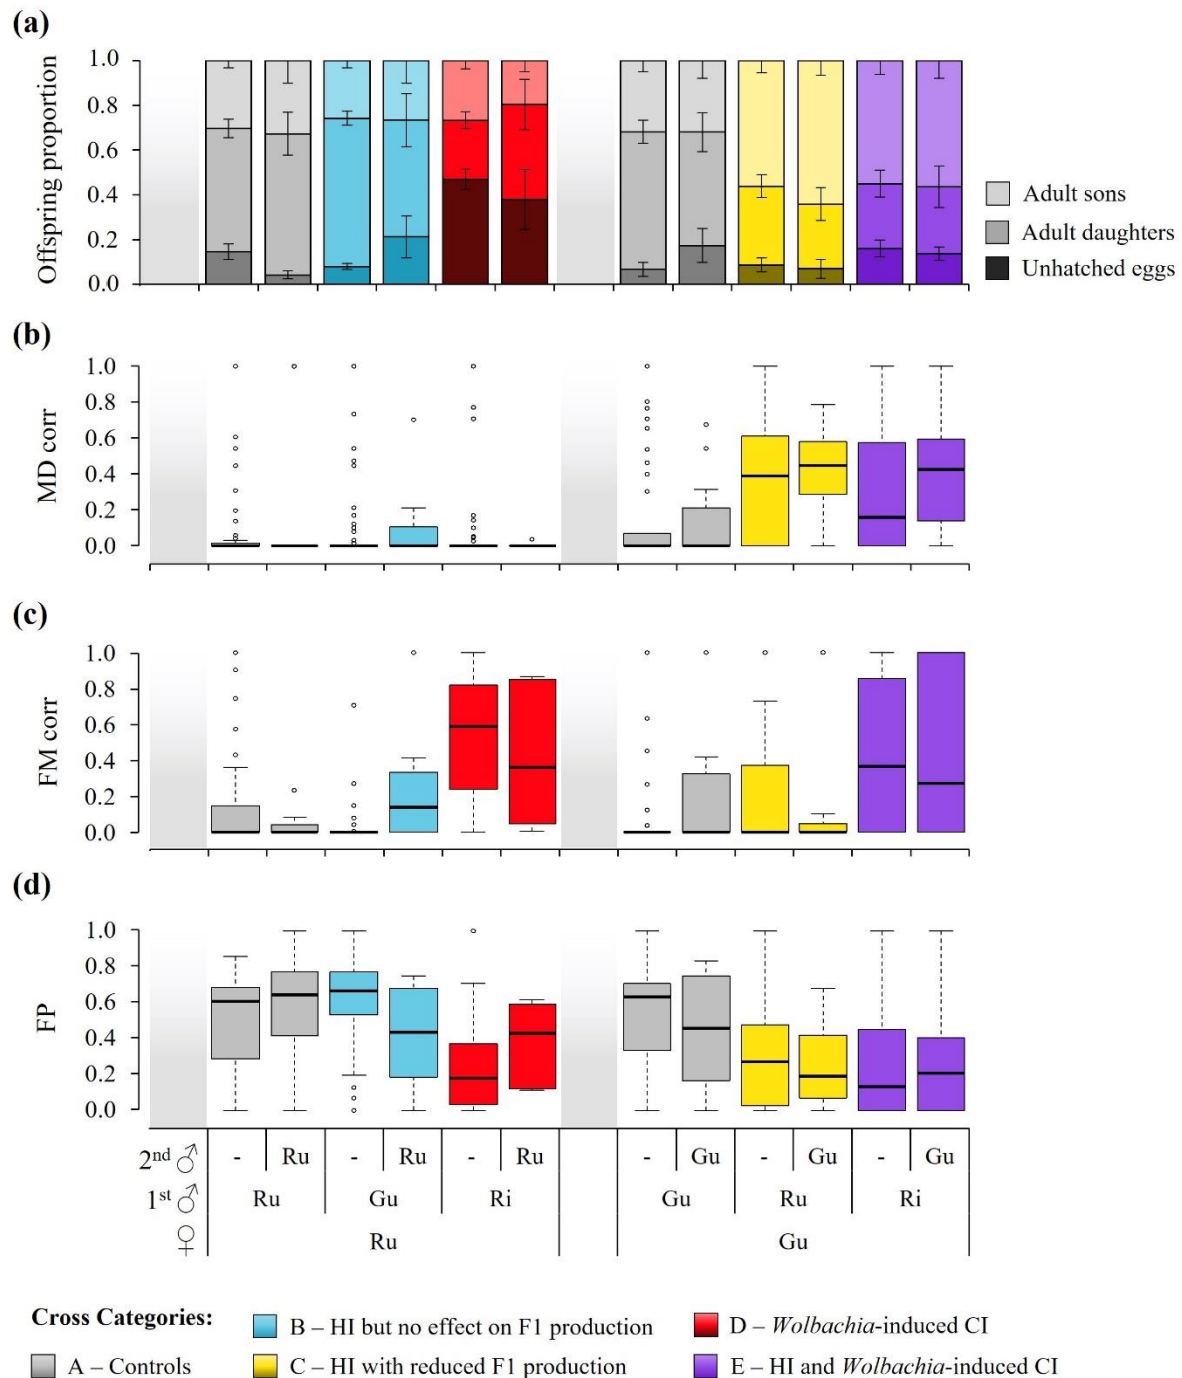 (a)
Offspring proportion
1.0
0.8
0.6
0.4
0.2
0.0
Adult sons
Adult daughters
Unhatched eggs
(b)
MD corr
1.0
0.8
0.6
0.4
0.2
0.0
(c)
FM corr
1.0
0.8
0.6
0.4
0.2
0.0
(d)
FP
1.0
0.8
0.6
0.4
0.2
0.0
2nd ♂ - Ru - Ru - Ru - Gu - Gu - Gu
1st ♂ Ru Gu Ri Gu Ru Ri
♀ Ru Gu
Cross Categories:
B – HI but no effect on F1 production
D – Wolbachia-induced CI
A – Controls
C – HI with reduced F1 production
E – HI and Wolbachia-induced CI